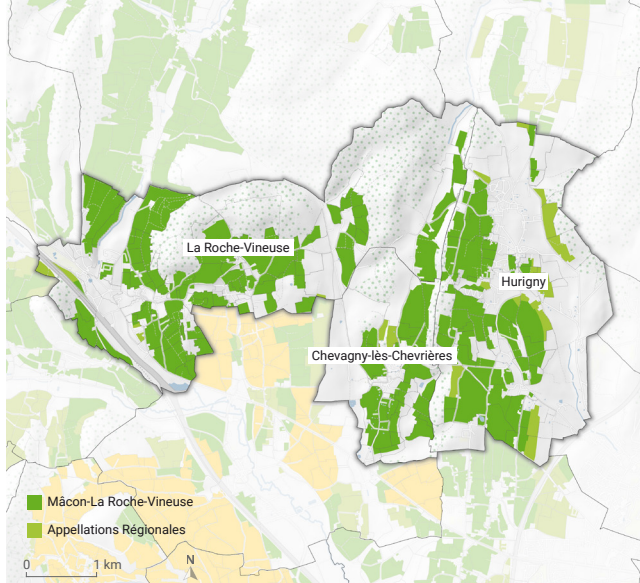 La Roche-Vineuse
Hurigny
Chevagny-lès-Chevrières
Mâcon-La Roche-Vineuse
Appellations Régionales
0 1 km
N